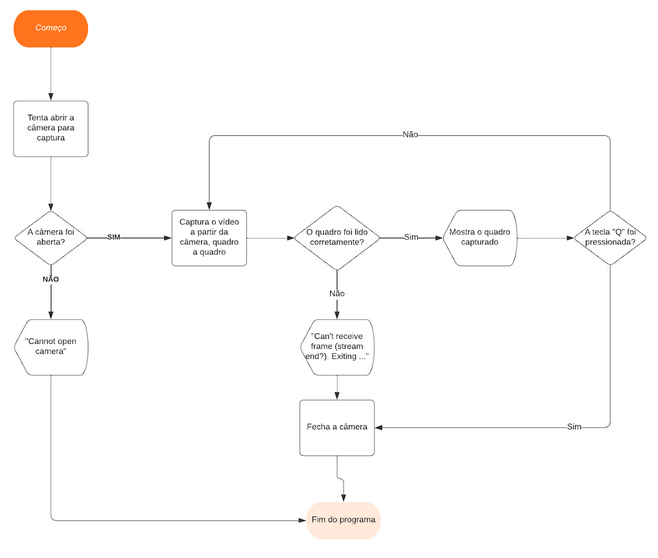 Começo
Tenta abrir a
câmera para
captura
A câmera foi
aberta?
SIM
NÃO
"Cannot open
camera"
Captura o vídeo
a partir da
câmera, quadro
a quadro
O quadro foi lido
corretamente?
Sim
Não
"Can't receive
frame (stream
end?). Exiting ..."
Mostra o quadro
capturado
A tecla "Q" foi
pressionada?
Não
Sim
Fecha a câmera
Fim do programa